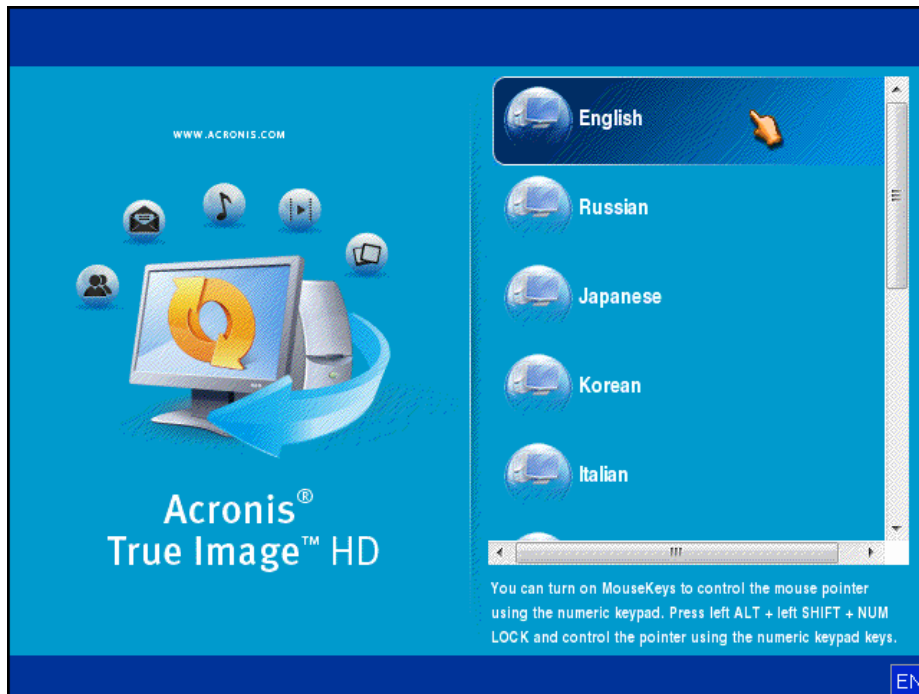 WWW.ACRONIS.COM
Acronis®
True Image™ HD
English
Russian
Japanese
Korean
Italian
You can turn on MouseKeys to control the mouse pointer
using the numeric keypad. Press left ALT + left SHIFT + NUM
LOCK and control the pointer using the numeric keypad keys.
EN